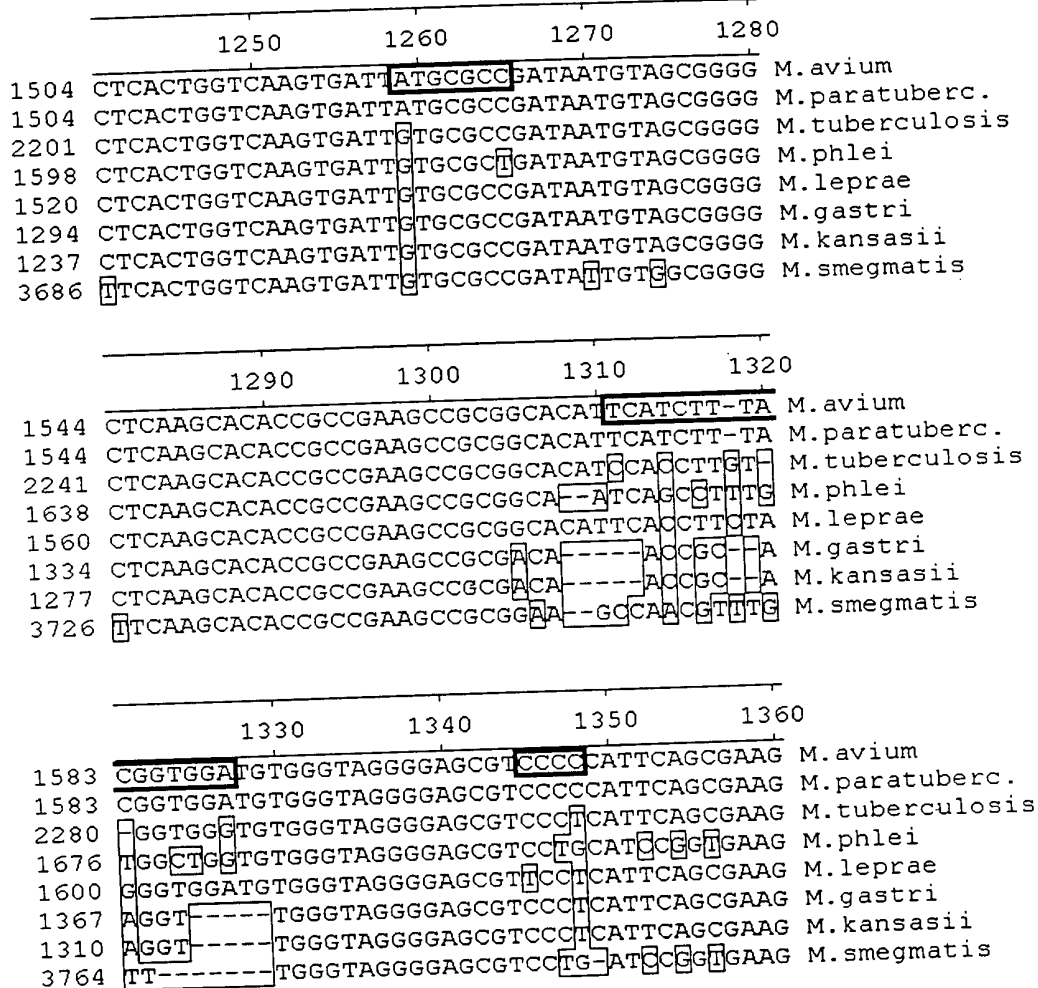 1250 1260 1270 1280
1504 CTCACTGGTCAAGTGATTATGCGCCGATAATGTAGCGGGG M.avium
1504 CTCACTGGTCAAGTGATTATGCGCCGATAATGTAGCGGGG M.paratuberc.
2201 CTCACTGGTCAAGTGATTGTGCGCCGATAATGTAGCGGGG M.tuberculosis
1598 CTCACTGGTCAAGTGATTGTGCGCTGATAATGTAGCGGGG M.phlei
1520 CTCACTGGTCAAGTGATTGTGCGCCGATAATGTAGCGGGG M.leprae
1294 CTCACTGGTCAAGTGATTGTGCGCCGATAATGTAGCGGGG M.gastri
1237 CTCACTGGTCAAGTGATTGTGCGCCGATAATGTAGCGGGG M.kansasii
3686 TTCACTGGTCAAGTGATTGTGCGCCGATATTGTGGCGGGG M.smegmatis
1290 1300 1310 1320
1544 CTCAAGCACACCGCCGAAGCCGCGGCACATTCATCTT-TA M.avium
1544 CTCAAGCACACCGCCGAAGCCGCGGCACATTCATCTT-TA M.paratuberc.
2241 CTCAAGCACACCGCCGAAGCCGCGGCACATCCACCTTGT- M.tuberculosis
1638 CTCAAGCACACCGCCGAAGCCGCGGCA--ATCAGCCTTTG M.phlei
1560 CTCAAGCACACCGCCGAAGCCGCGGCACATTCACCTTCTA M.leprae
1334 CTCAAGCACACCGCCGAAGCCGCGACA-----ACCGC--A M.gastri
1277 CTCAAGCACACCGCCGAAGCCGCGACA-----ACCGC--A M.kansasii
3726 TTCAAGCACACCGCCGAAGCCGCGGAA--GCCAACGTTTG M.smegmatis
1330 1340 1350 1360
1583 CGGTGGATGTGGGTAGGGGAGCGTCCCCCATTCAGCGAAG M.avium
1583 CGGTGGATGTGGGTAGGGGAGCGTCCCCCATTCAGCGAAG M.paratuberc.
2280 -GGTGGGTGTGGGTAGGGGAGCGTCCCTCATTCAGCGAAG M.tuberculosis
1676 TGGCTGGTGTGGGTAGGGGAGCGTCCTGCATCCGGTGAAG M.phlei
1600 GGGTGGATGTGGGTAGGGGAGCGTTCCTCATTCAGCGAAG M.leprae
1367 AGGT-----TGGGTAGGGGAGCGTCCCTCATTCAGCGAAG M.gastri
1310 AGGT-----TGGGTAGGGGAGCGTCCCTCATTCAGCGAAG M.kansasii
3764 TT-------TGGGTAGGGGAGCGTCCTG-ATCCGGTGAAG M.smegmatis